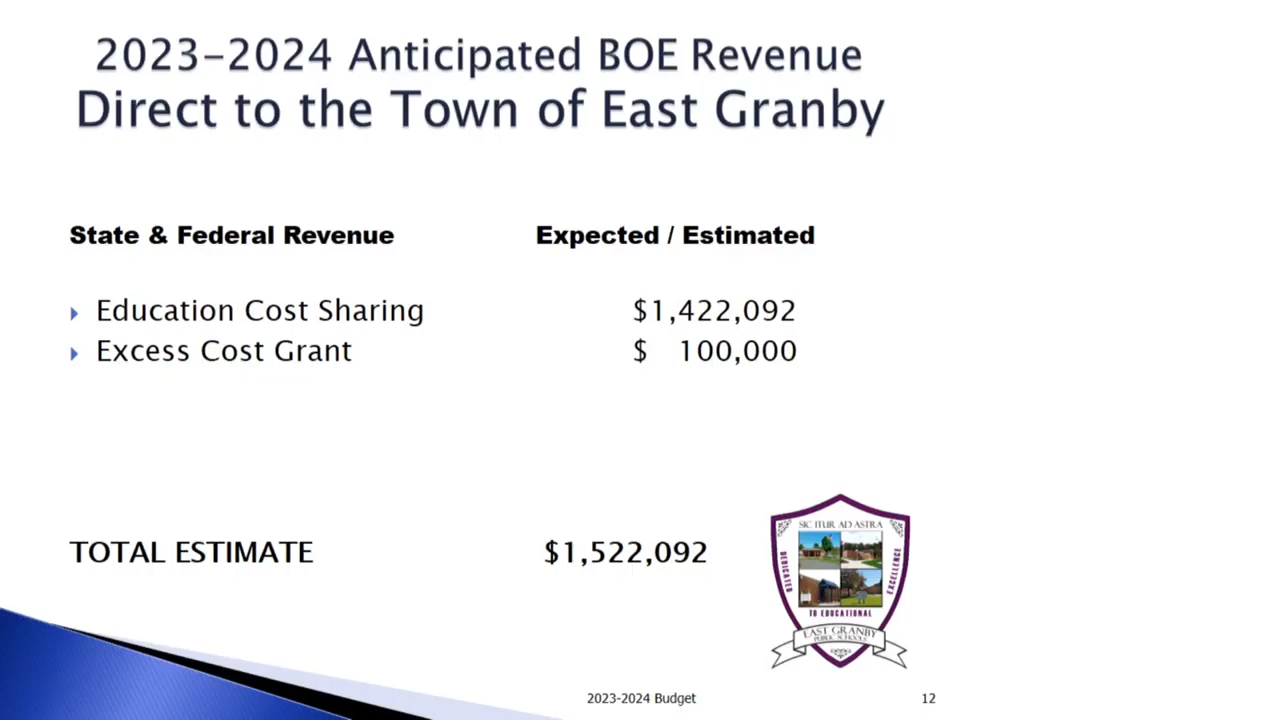 2023-2024 Anticipated BOE Revenue
Direct to the Town of East Granby
State & Federal Revenue Expected / Estimated
Education Cost Sharing $1,422,092
Excess Cost Grant $ 100,000
TOTAL ESTIMATE $1,522,092
SIC ITUR AD ASTRA
DEDICATED
TO EDUCATIONAL
EXCELLENCE
EAST GRANBY
PUBLIC SCHOOLS
2023-2024 Budget 12